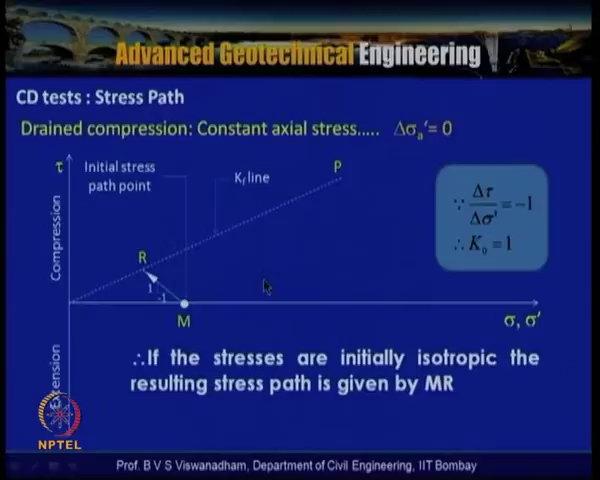 Advanced Geotechnical Engineering
CD tests : Stress Path
Drained compression: Constant axial stress….. Δσa′= 0
τ
Initial stress
path point
Kf line
P
Compression
R
1
-1
M
σ, σ′
∵ Δτ/Δσ′ = −1
∴ K0 = 1
Extension
∴If the stresses are initially isotropic the
resulting stress path is given by MR
NPTEL
Prof. B V S Viswanadham, Department of Civil Engineering, IIT Bombay